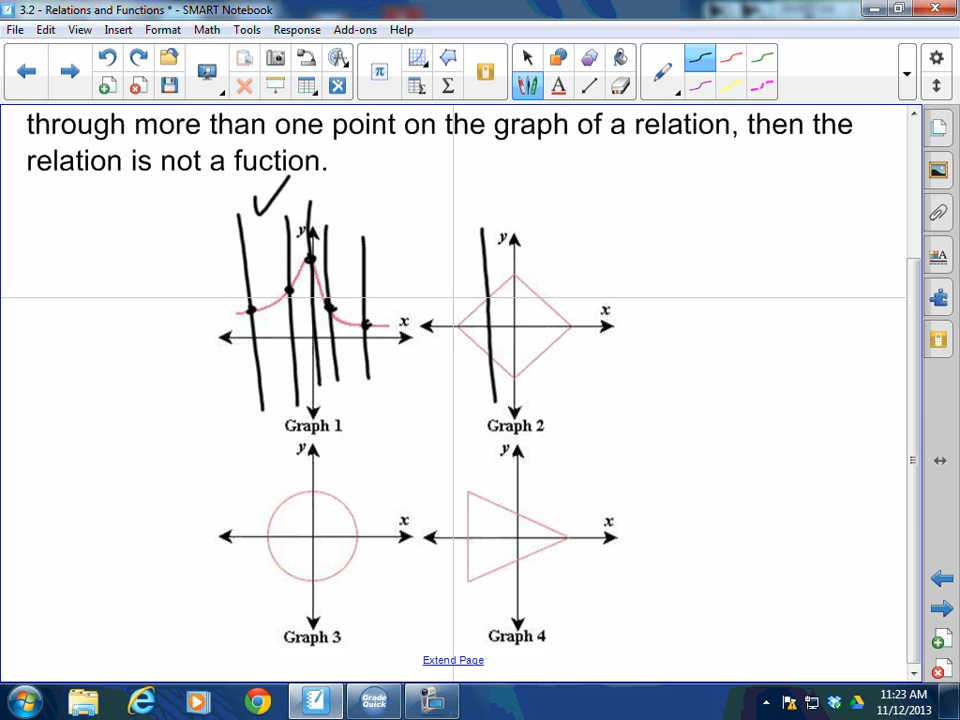 3.2 - Relations and Functions * - SMART Notebook
File Edit View Insert Format Math Tools Response Add-ons Help
through more than one point on the graph of a relation, then the
relation is not a fuction.
y
x
Graph 1
y
x
Graph 2
y
x
Graph 3
y
x
Graph 4
Extend Page
Grade
Quick
11:23 AM
11/12/2013